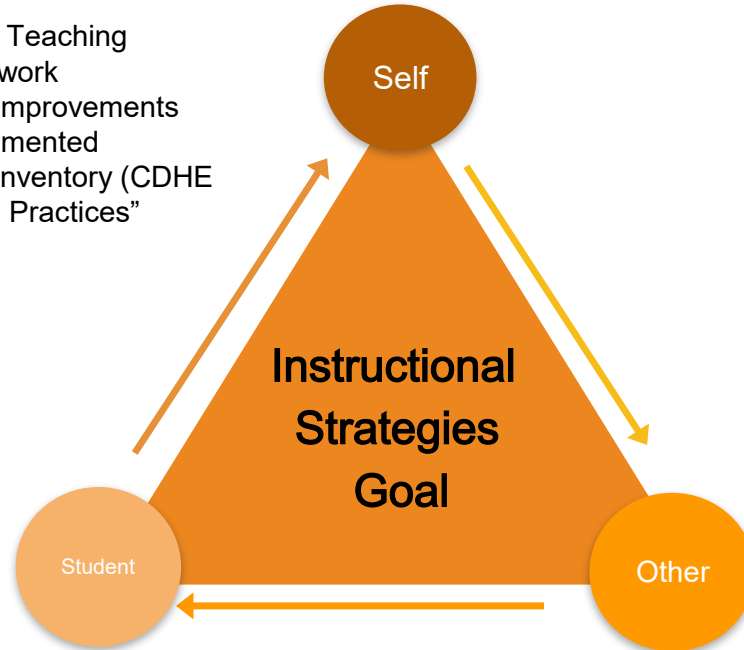 Teaching
work
mprovements
mented
nventory (CDHE
Practices”
Self
Instructional
Strategies
Goal
Student
Other